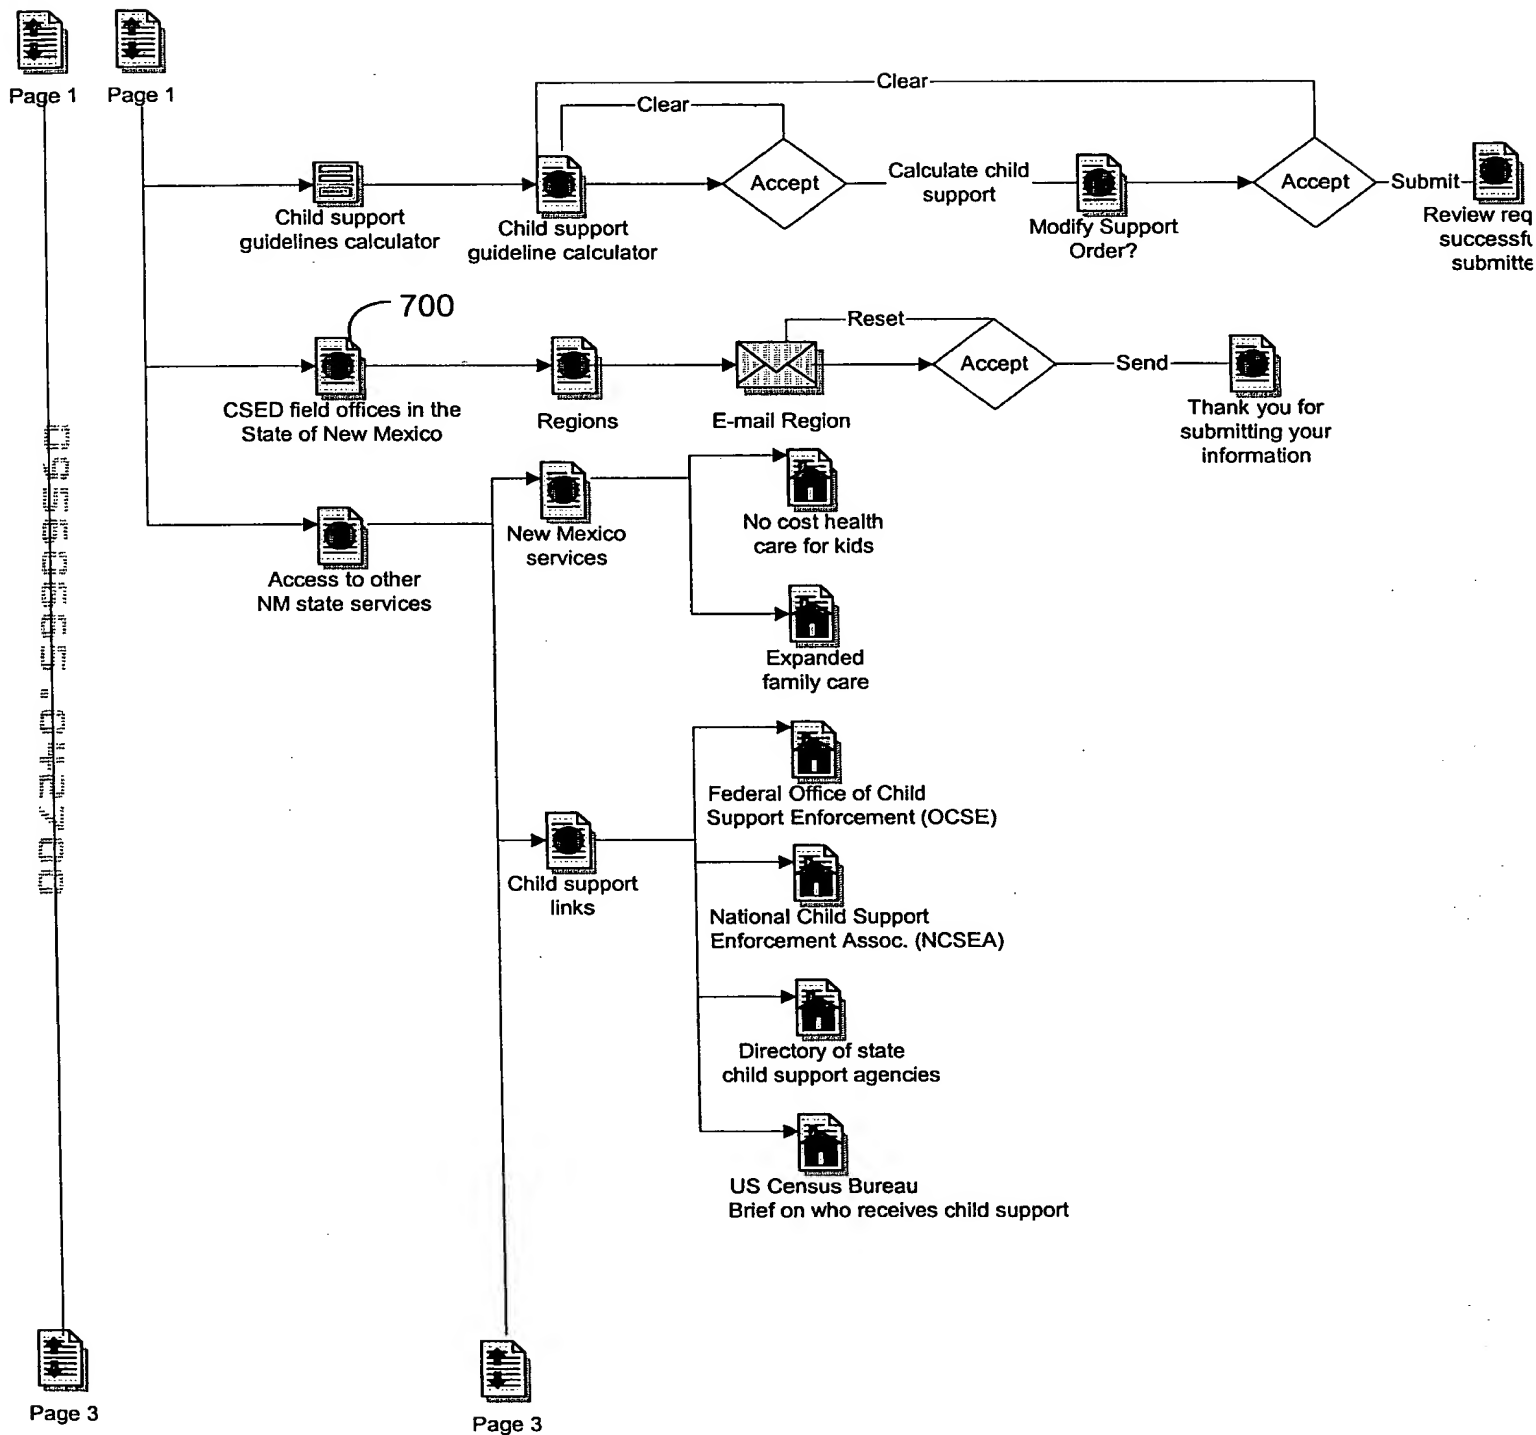 Page 1
Page 1
Clear
Clear
Accept
Calculate child
support
Accept
Submit
Child support
guidelines calculator
Child support
guideline calculator
Modify Support
Order?
Review req
successfu
submitte
700
Reset
Accept
Send
CSED field offices in the
State of New Mexico
Regions
E-mail Region
Thank you for
submitting your
information
New Mexico
services
No cost health
care for kids
Access to other
NM state services
Expanded
family care
Federal Office of Child
Support Enforcement (OCSE)
Child support
links
National Child Support
Enforcement Assoc. (NCSEA)
Directory of state
child support agencies
US Census Bureau
Brief on who receives child support
Page 3
Page 3